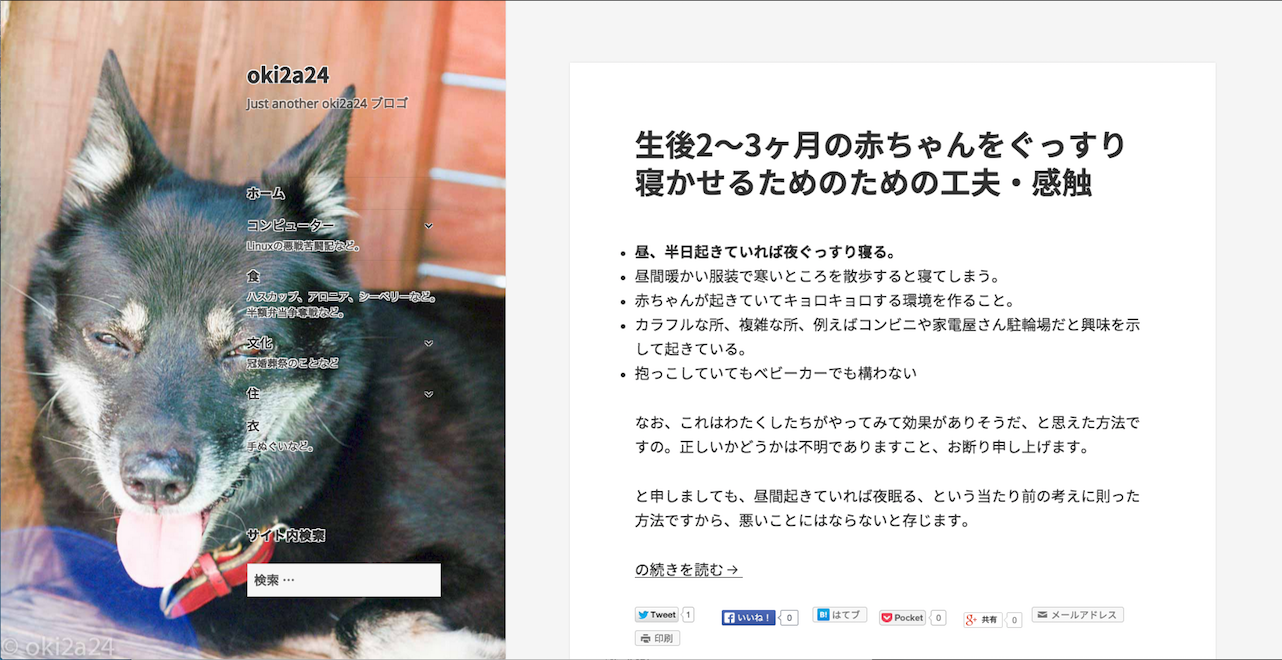 oki2a24
Just another oki2a24 ブロゴ
ホーム
コンピューター
Linuxの悪戦苦闘記など。
食
ハスカップ、アロニア、シーベリーなど。
半額弁当争奪戦など。
文化
冠婚葬祭のことなど
住
衣
手ぬぐいなど。
サイト内検索
検索 …
© oki2a24
生後2〜3ヶ月の赤ちゃんをぐっすり
寝かせるためのための工夫・感触
昼、半日起きていれば夜ぐっすり寝る。
昼間暖かい服装で寒いところを散歩すると寝てしまう。
赤ちゃんが起きていてキョロキョロする環境を作ること。
カラフルな所、複雑な所、例えばコンビニや家電屋さん駐輪場だと興味を示
して起きている。
抱っこしていてもベビーカーでも構わない
なお、これはわたくしたちがやってみて効果がありそうだ、と思えた方法で
すの。正しいかどうかは不明でありますこと、お断り申し上げます。
と申しましても、昼間起きていれば夜眠る、という当たり前の考えに則った
方法ですから、悪いことにはならないと存じます。
の続きを読む →
Tweet 1 いいね！ 0 B! はてブ Pocket 0 g+ 共有 0 メールアドレス
印刷